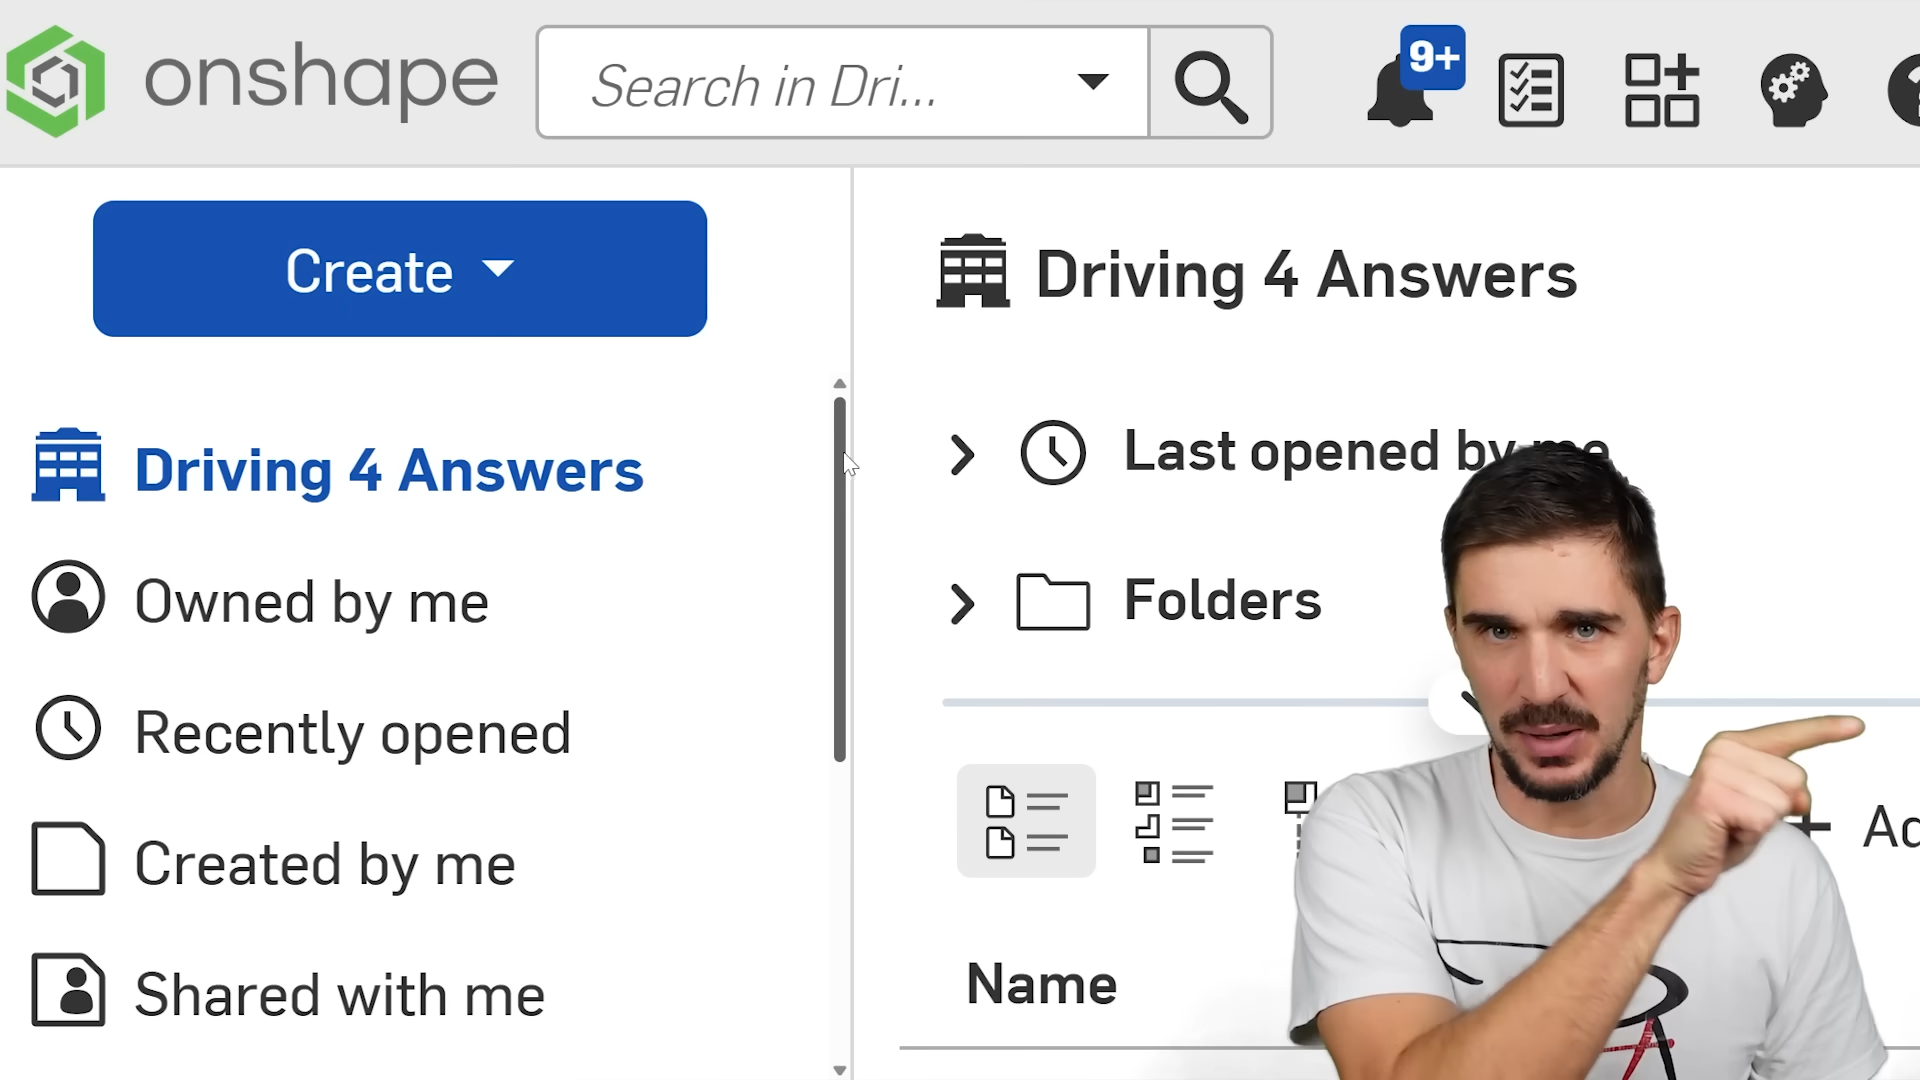 onshape
Search in Dri...
9+
Create
Driving 4 Answers
Owned by me
Recently opened
Created by me
Shared with me
Driving 4 Answers
Last opened by me
Folders
Name